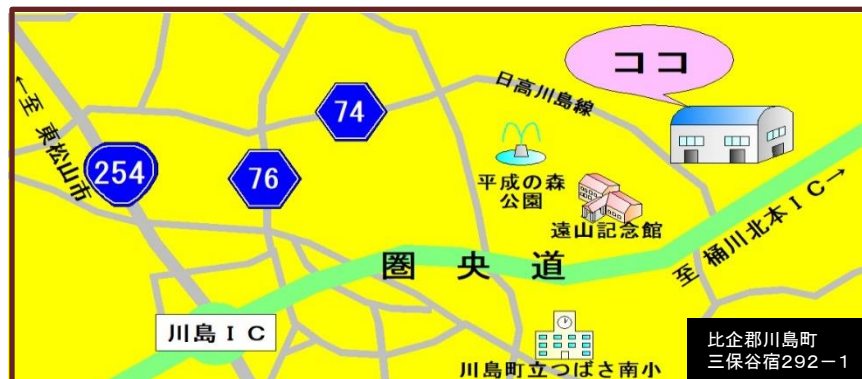 ココ
日高川島線
74
←至 東松山市
254
76
平成の森
公園
遠山記念館
圏央道
至 桶川北本IC→
川島IC
川島町立つばさ南小
比企郡川島町
三保谷宿292－1